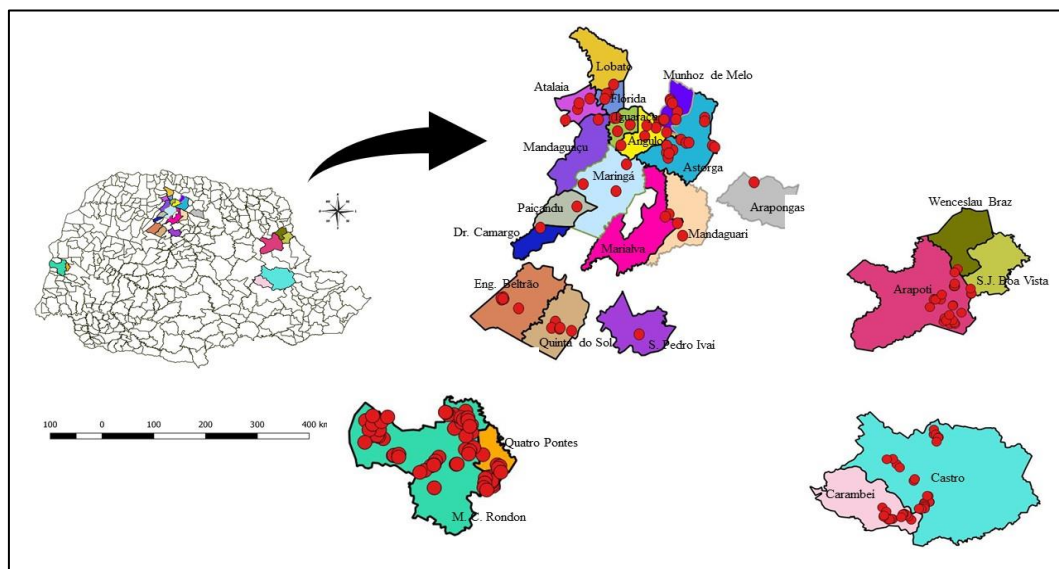 Lobato
Munhoz de Melo
Atalaia
Florida
Iguaraçu
Ângulo
Mandaguaçu
Astorga
Maringá
Paiçandu
Arapongas
Wenceslau Braz
Dr. Camargo
Mandaguari
Marialva
Eng. Beltrão
S.J. Boa Vista
Arapoti
Quinta do Sol
S. Pedro Ivai
100 0 100 200 300 400 km
Quatro Pontes
Castro
Carambei
M. C. Rondon